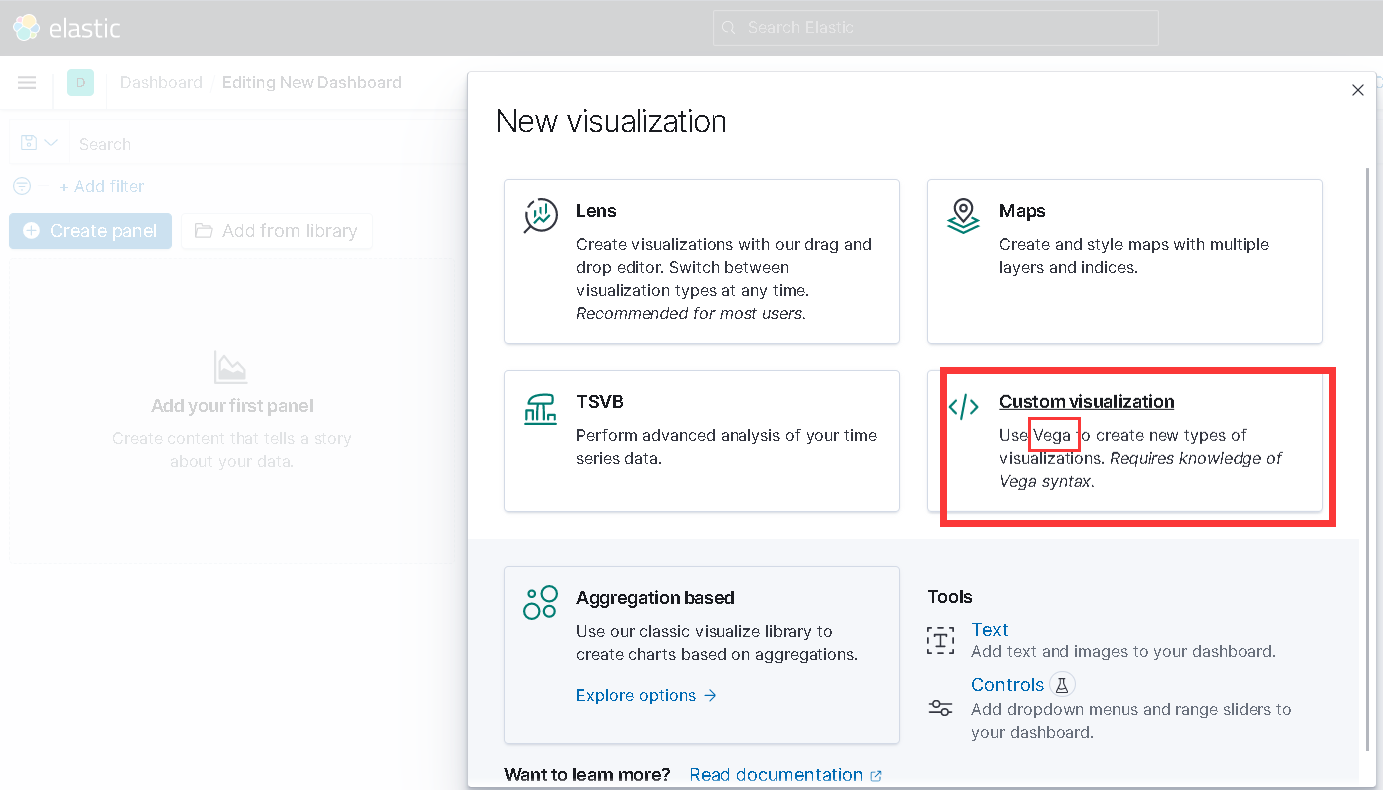 elastic
Search Elastic
D
Dashboard / Editing New Dashboard
Search
+ Add filter
Create panel
Add from library
Add your first panel
Create content that tells a story
about your data.
New visualization
Lens
Create visualizations with our drag and
drop editor. Switch between
visualization types at any time.
Recommended for most users.
Maps
Create and style maps with multiple
layers and indices.
TSVB
Perform advanced analysis of your time
series data.
Custom visualization
Use Vega to create new types of
visualizations. Requires knowledge of
Vega syntax.
Aggregation based
Use our classic visualize library to
create charts based on aggregations.
Explore options
Tools
Text
Add text and images to your dashboard.
Controls
Add dropdown menus and range sliders to
your dashboard.
Want to learn more? Read documentation